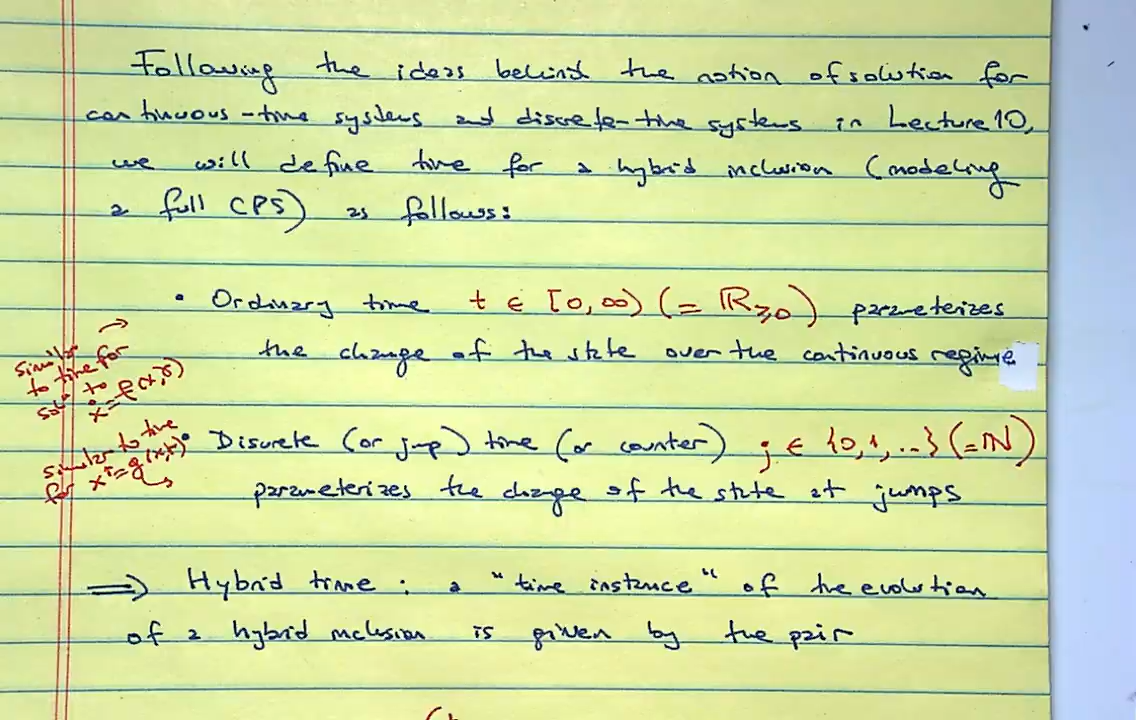 Following the ideas behind the notion of solution for
continuous-time systems and discrete-time systems in Lecture 10,
we will define time for a hybrid inclusion (modeling
a full CPS) as follows:
• Ordinary time t ∈ [0,∞) (= ℝ≥0) parameterizes
the change of the state over the continuous regime
similar
to time for
sol. to
ẋ = f(x,γ)
• Discrete (or jump) time (or counter) j ∈ {0,1,..} (=ℕ)
parameterizes the change of the state at jumps
similar to time
for x⁺=g(x,γ)
⟹ Hybrid time : a "time instance" of the evolution
of a hybrid inclusion is given by the pair